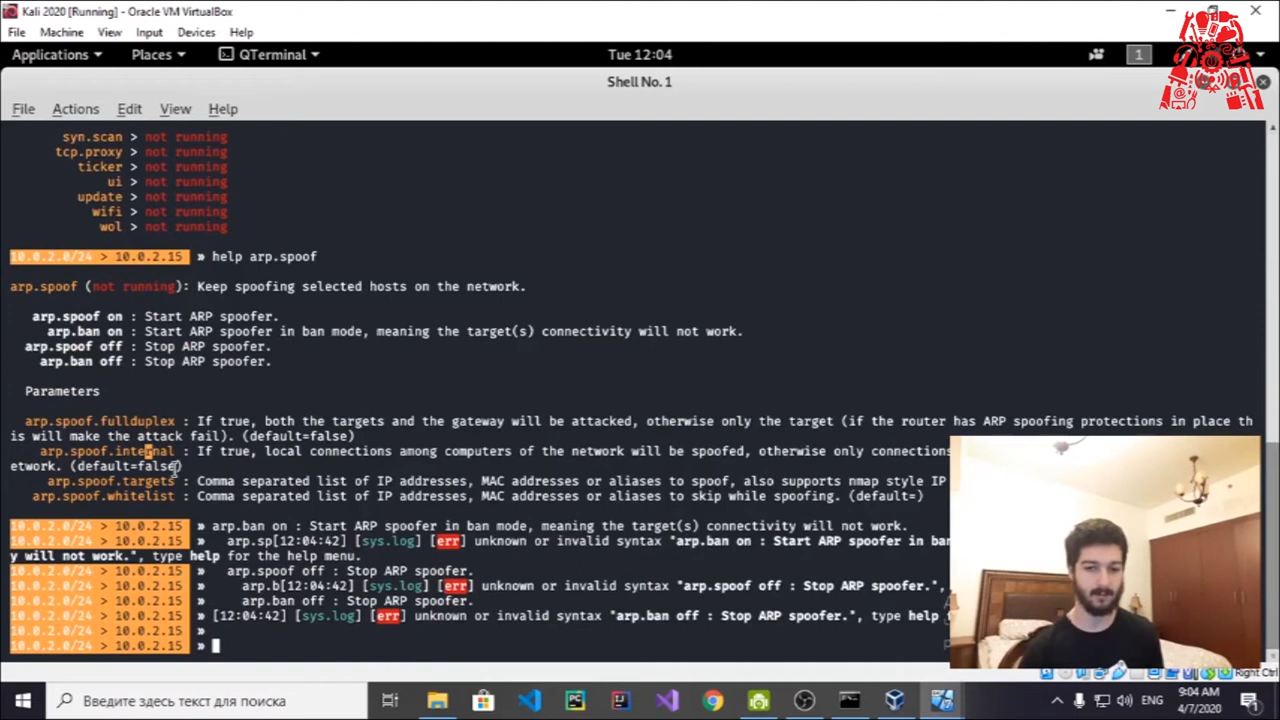 Kali 2020 [Running] - Oracle VM VirtualBox
File Machine View Input Devices Help
Applications Places QTerminal Tue 12:04 1
Shell No. 1
File Actions Edit View Help
syn.scan > not running
tcp.proxy > not running
ticker > not running
ui > not running
update > not running
wifi > not running
wol > not running
10.0.2.0/24 > 10.0.2.15 » help arp.spoof
arp.spoof (not running): Keep spoofing selected hosts on the network.
arp.spoof on : Start ARP spoofer.
arp.ban on : Start ARP spoofer in ban mode, meaning the target(s) connectivity will not work.
arp.spoof off : Stop ARP spoofer.
arp.ban off : Stop ARP spoofer.
Parameters
arp.spoof.fullduplex : If true, both the targets and the gateway will be attacked, otherwise only the target (if the router has ARP spoofing protections in place th
is will make the attack fail). (default=false)
arp.spoof.internal : If true, local connections among computers of the network will be spoofed, otherwise only connections
etwork. (default=false)
arp.spoof.targets : Comma separated list of IP addresses, MAC addresses or aliases to spoof, also supports nmap style IP
arp.spoof.whitelist : Comma separated list of IP addresses, MAC addresses or aliases to skip while spoofing. (default=)
10.0.2.0/24 > 10.0.2.15 » arp.ban on : Start ARP spoofer in ban mode, meaning the target(s) connectivity will not work.
10.0.2.0/24 > 10.0.2.15 » arp.sp[12:04:42] [sys.log] [err] unknown or invalid syntax "arp.ban on : Start ARP spoofer in ban
y will not work.", type help for the help menu.
10.0.2.0/24 > 10.0.2.15 » arp.spoof off : Stop ARP spoofer.
10.0.2.0/24 > 10.0.2.15 » arp.b[12:04:42] [sys.log] [err] unknown or invalid syntax "arp.spoof off : Stop ARP spoofer.",
10.0.2.0/24 > 10.0.2.15 » arp.ban off : Stop ARP spoofer.
10.0.2.0/24 > 10.0.2.15 » [12:04:42] [sys.log] [err] unknown or invalid syntax "arp.ban off : Stop ARP spoofer.", type help
10.0.2.0/24 > 10.0.2.15 »
10.0.2.0/24 > 10.0.2.15 »
Right Ctrl
Введите здесь текст для поиска
ENG
9:04 AM
4/7/2020